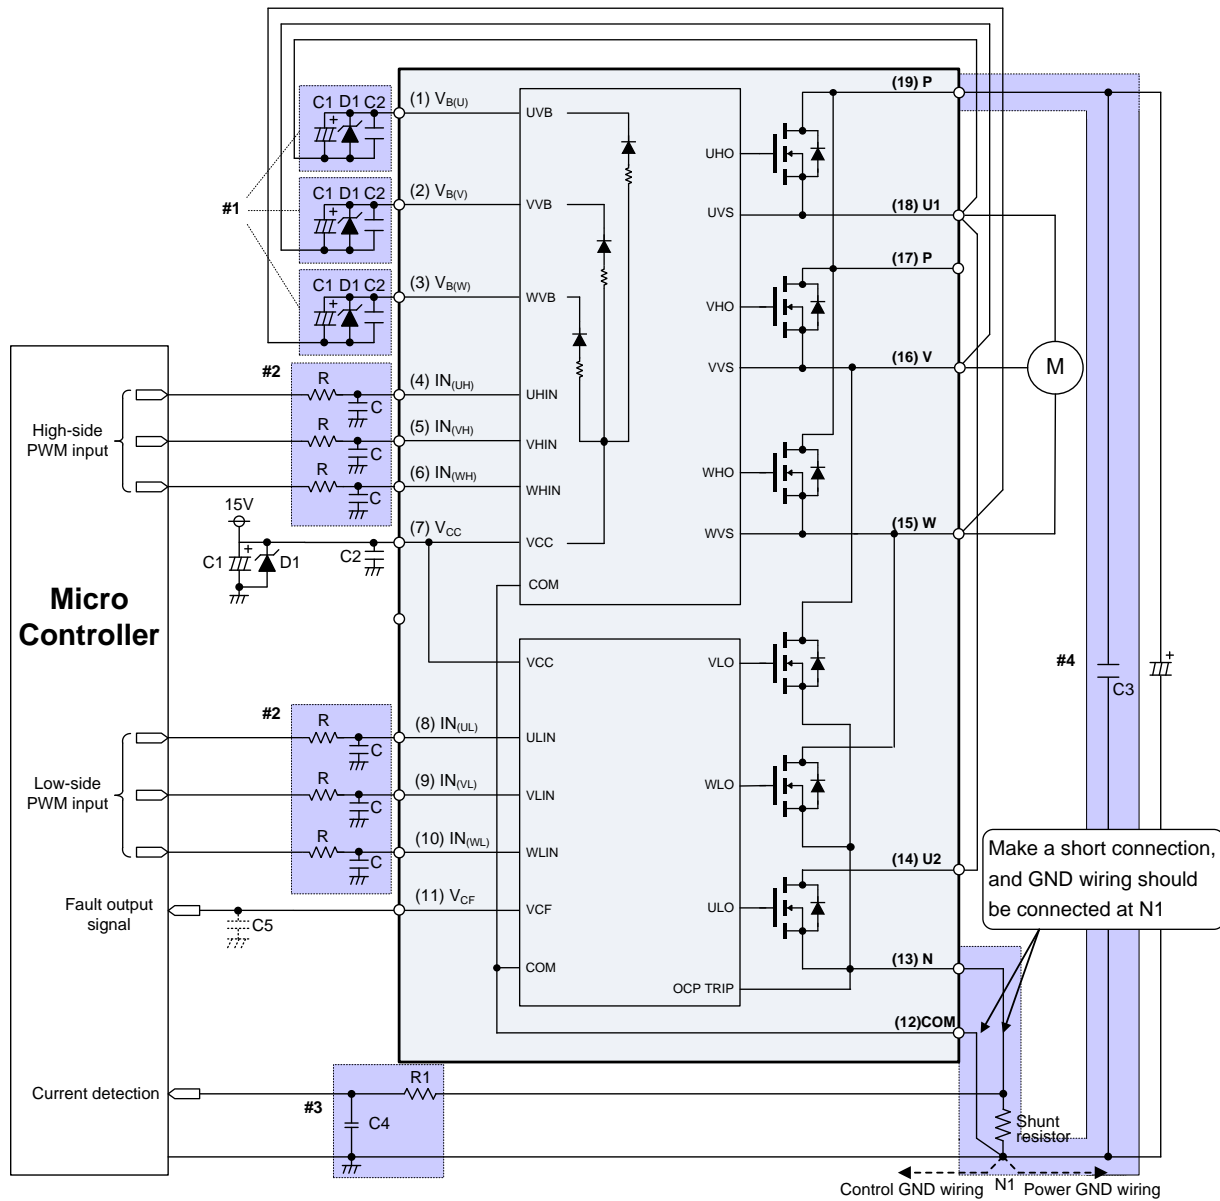 C1 D1 C2
(1) VB(U)
UVB
(19) P
UHO
#1
C1 D1 C2
(2) VB(V)
VVB
UVS
(18) U1
C1 D1 C2
(3) VB(W)
WVB
(17) P
VHO
#2
R
C
(4) IN(UH)
UHIN
VVS
(16) V
M
High-side
PWM input
R
C
(5) IN(VH)
VHIN
R
C
(6) IN(WH)
WHIN
WHO
15V
C1
D1
C2
(7) VCC
VCC
WVS
(15) W
COM
Micro
Controller
VCC
VLO
#4
C3
#2
R
C
(8) IN(UL)
ULIN
Low-side
PWM input
R
C
(9) IN(VL)
VLIN
WLO
R
C
(10) IN(WL)
WLIN
(14) U2
Make a short connection,
and GND wiring should
be connected at N1
Fault output
signal
C5
(11) VCF
VCF
ULO
COM
(13) N
OCP TRIP
(12)COM
Current detection
#3
R1
C4
Shunt
resistor
Control GND wiring
N1
Power GND wiring